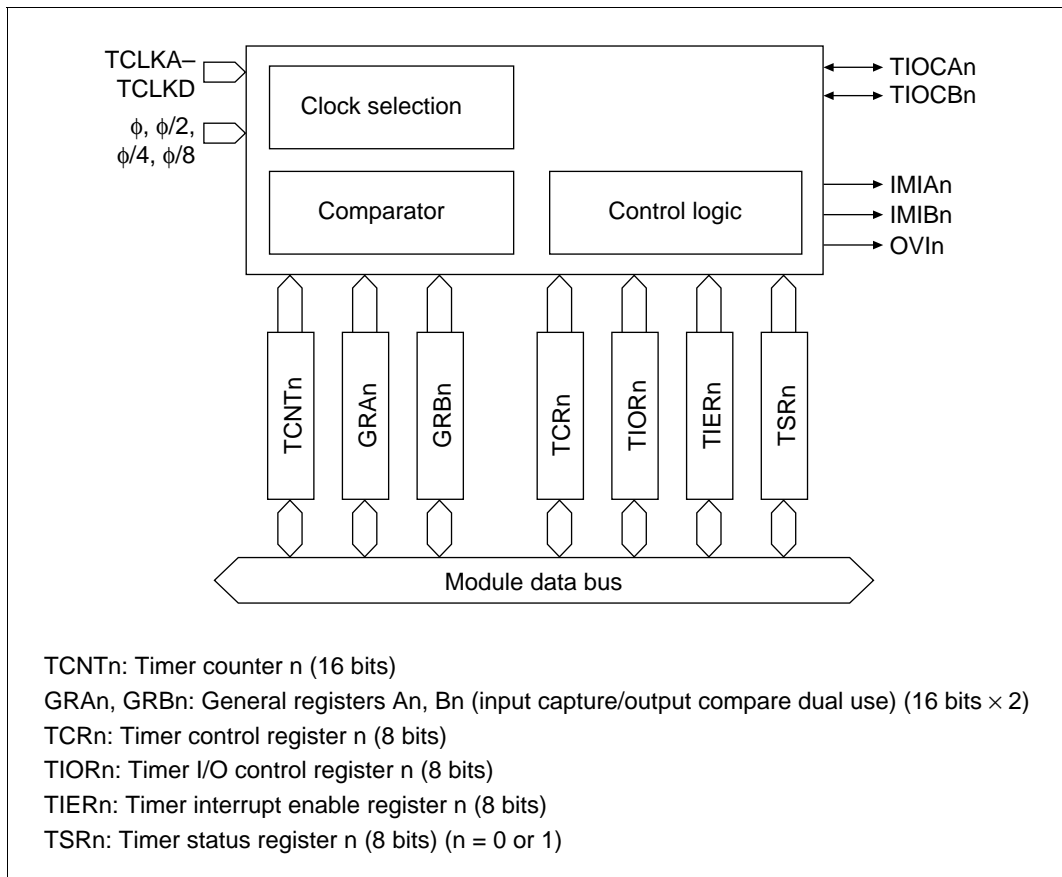 TCLKA–
TCLKD
ϕ, ϕ/2,
ϕ/4, ϕ/8
Clock selection
Comparator
Control logic
TIOCAn
TIOCBn
IMIAn
IMIBn
OVIn
TCNTn
GRAn
GRBn
TCRn
TIORn
TIERn
TSRn
Module data bus
TCNTn: Timer counter n (16 bits)
GRAn, GRBn: General registers An, Bn (input capture/output compare dual use) (16 bits × 2)
TCRn: Timer control register n (8 bits)
TIORn: Timer I/O control register n (8 bits)
TIERn: Timer interrupt enable register n (8 bits)
TSRn: Timer status register n (8 bits) (n = 0 or 1)